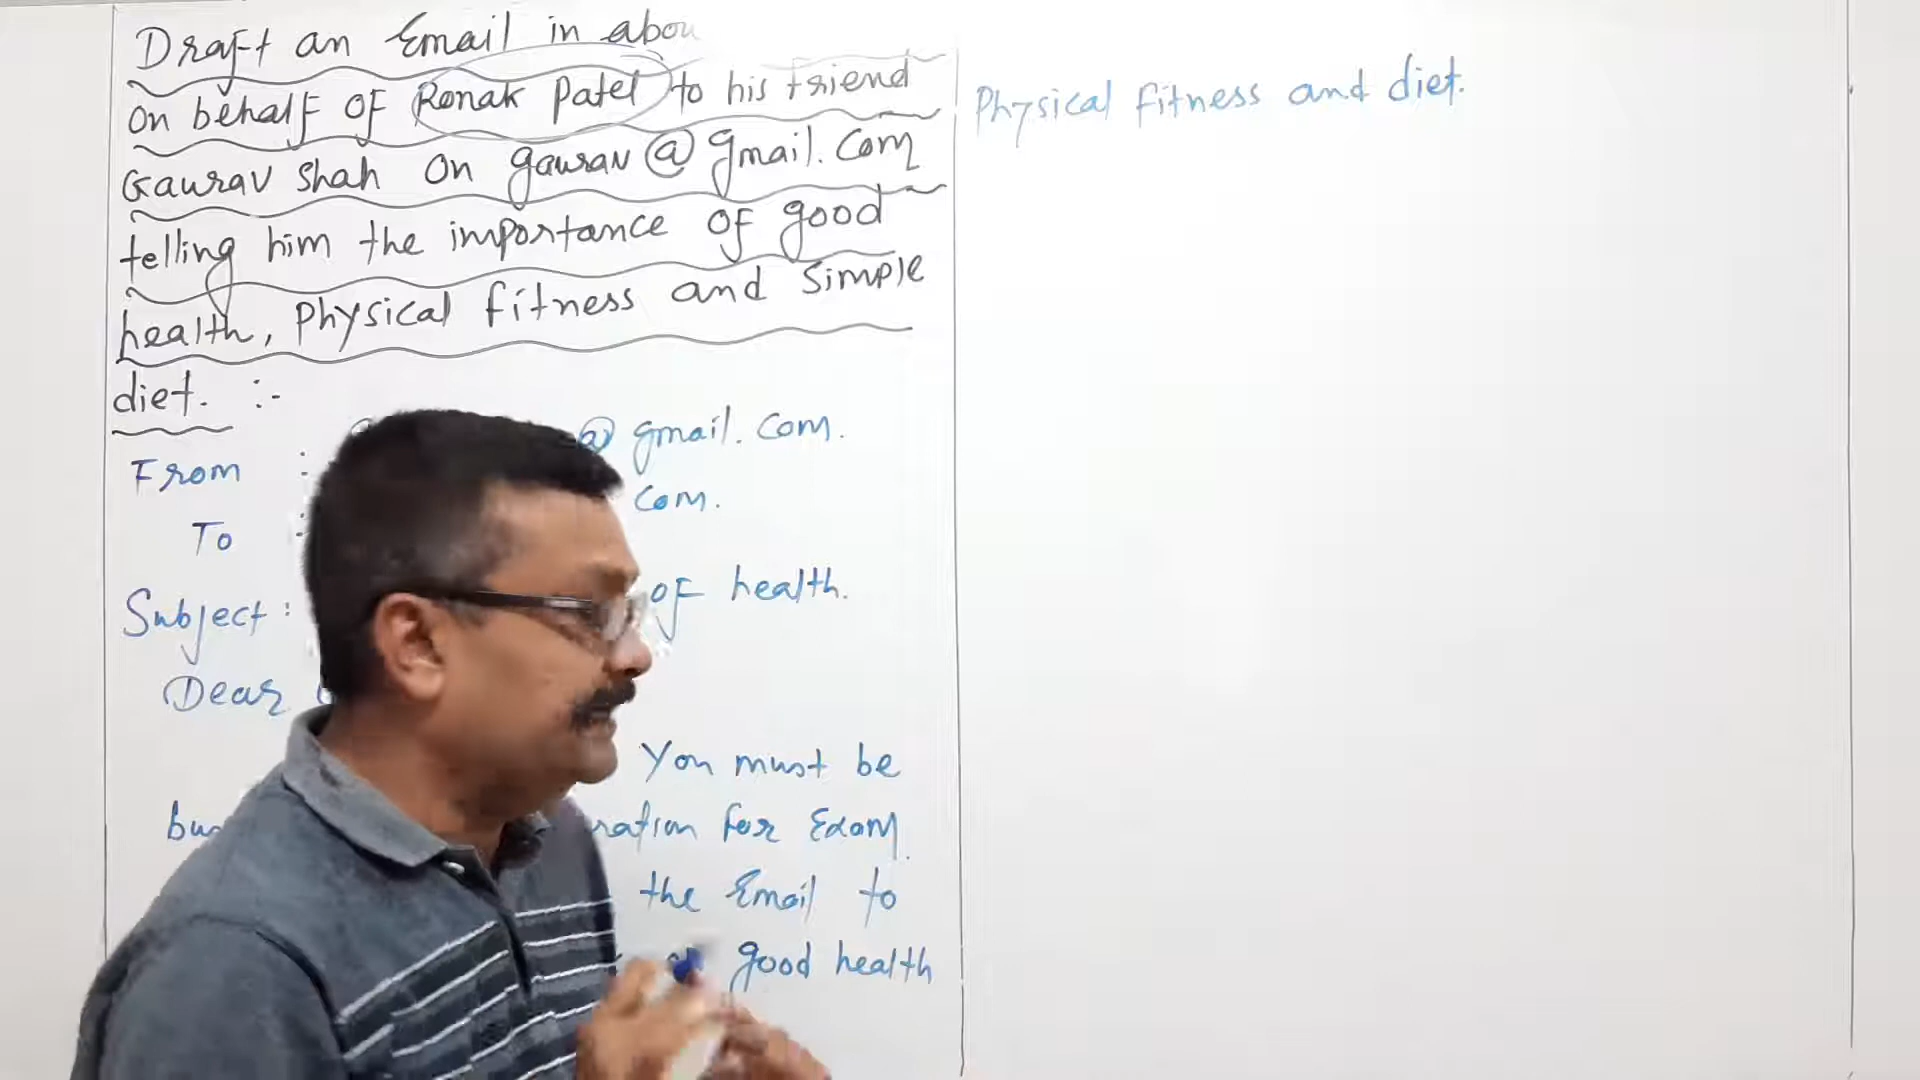 Draft an Email in abou
on behalf of Ronak Patel to his friend
Gaurav Shah on gaurav@gmail.com
telling him the importance of good
health, Physical fitness and simple
diet. :-
From : @ gmail.com.
To : com.
Subject : of health.
Dear
You must be
for Exam.
the Email to
good health
Physical fitness and diet.